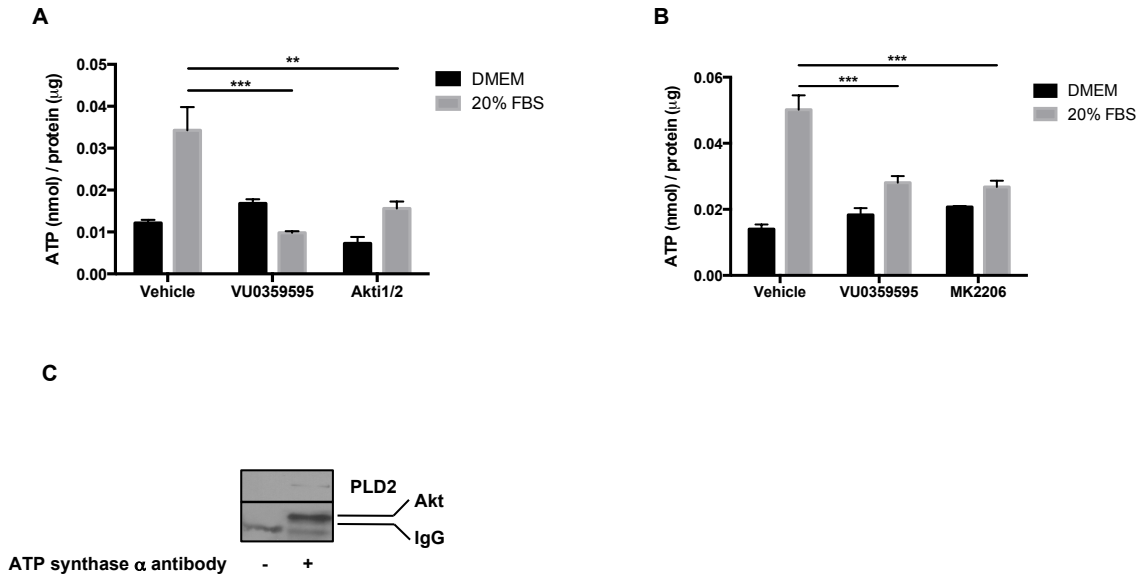 A
ATP (nmol) / protein (µg)
0.05
0.04
0.03
0.02
0.01
0.00
**
***
DMEM
20% FBS
Vehicle VU0359595 Akti1/2
B
ATP (nmol) / protein (µg)
0.06
0.04
0.02
0.00
***
***
DMEM
20% FBS
Vehicle VU0359595 MK2206
C
PLD2
Akt
IgG
ATP synthase α antibody - +